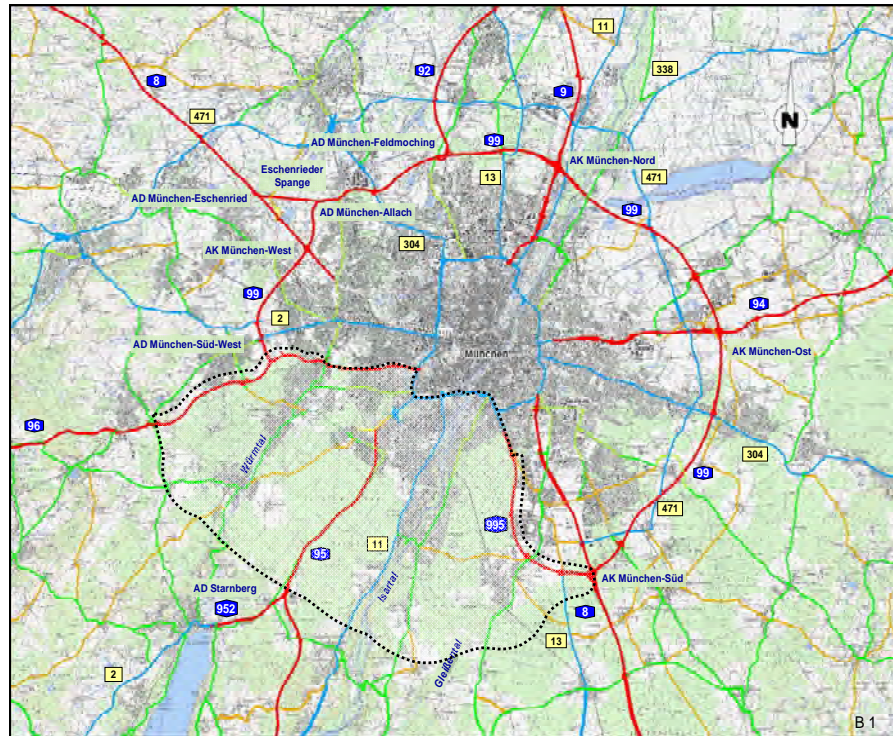 11
8
92
338
9
471
N
AD München-Feldmoching
99
AK München-Nord
Eschenrieder
Spange
13
471
AD München-Eschenried
99
AD München-Allach
304
AK München-West
99
94
2
AD München-Süd-West
München
AK München-Ost
96
Würmtal
304
99
471
995
11
95
AD Starnberg
AK München-Süd
952
Isartal
8
13
2
Gleißental
B 1